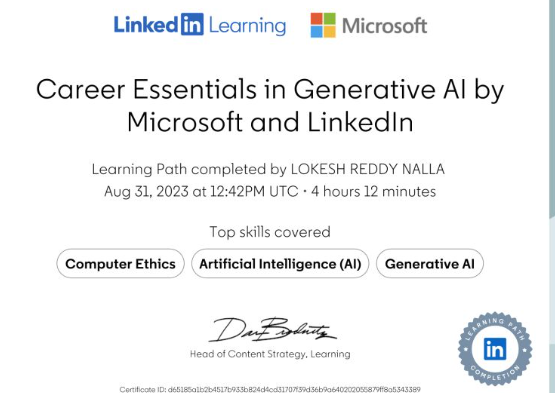 LinkedIn Learning Microsoft
Career Essentials in Generative AI by
Microsoft and LinkedIn
Learning Path completed by LOKESH REDDY NALLA
Aug 31, 2023 at 12:42PM UTC • 4 hours 12 minutes
Top skills covered
Computer Ethics Artificial Intelligence (AI) Generative AI
Head of Content Strategy, Learning
LEARNING PATH
in
COMPLETION
Certificate ID: